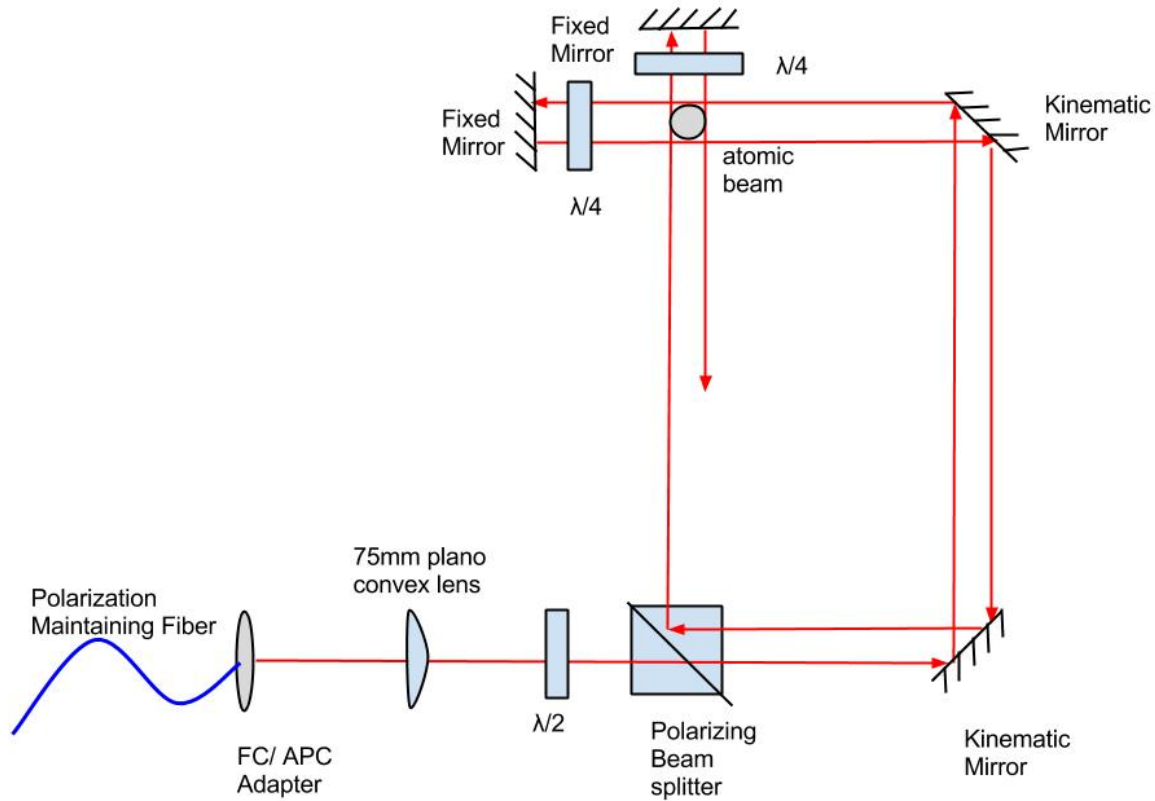 Fixed
Mirror
λ/4
Kinematic
Mirror
Fixed
Mirror
atomic
beam
λ/4
75mm plano
convex lens
Polarization
Maintaining Fiber
λ/2
Polarizing
Beam
splitter
Kinematic
Mirror
FC/ APC
Adapter